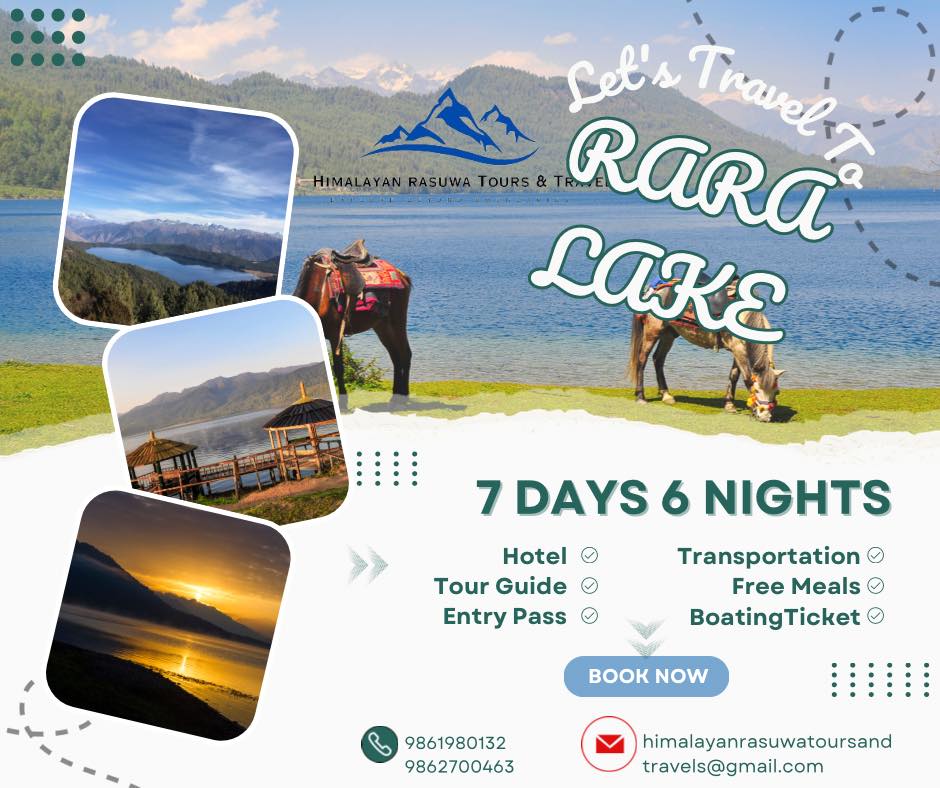 Let's Travel To
RARA
LAKE
HIMALAYAN RASUWA TOURS & TRAVEL
7 DAYS 6 NIGHTS
Hotel
Transportation
Tour Guide
Free Meals
Entry Pass
BoatingTicket
BOOK NOW
9861980132
9862700463
himalayanrasuwatoursand
travels@gmail.com